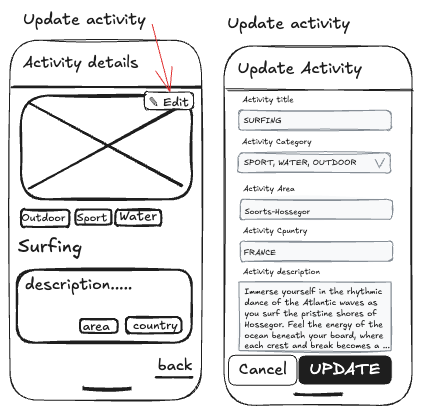 Update activity
Activity details
Edit
Outdoor Sport Water
Surfing
description.....
area country
back
Update activity
Update Activity
Activity title
SURFING
Activity Category
SPORT, WATER, OUTDOOR
Activity Area
Soorts-Hossegor
Activity Cpuntry
FRANCE
Activity description
Immerse yourself in the rhythmic
dance of the Atlantic waves as
you surf the pristine shores of
Hossegor. Feel the energy of the
ocean beneath your board, where
each crest and break becomes a ...
Cancel UPDATE